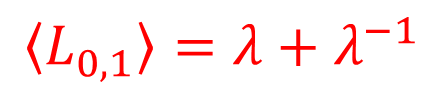 ⟨L₀,₁⟩ = λ + λ⁻¹